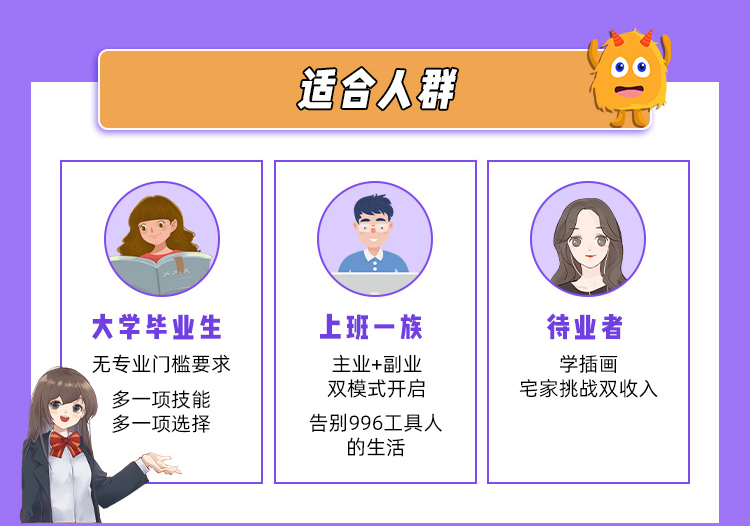 适合人群
大学毕业生
无专业门槛要求
多一项技能
多一项选择
上班一族
主业+副业
双模式开启
告别996工具人
的生活
待业者
学插画
宅家挑战双收入